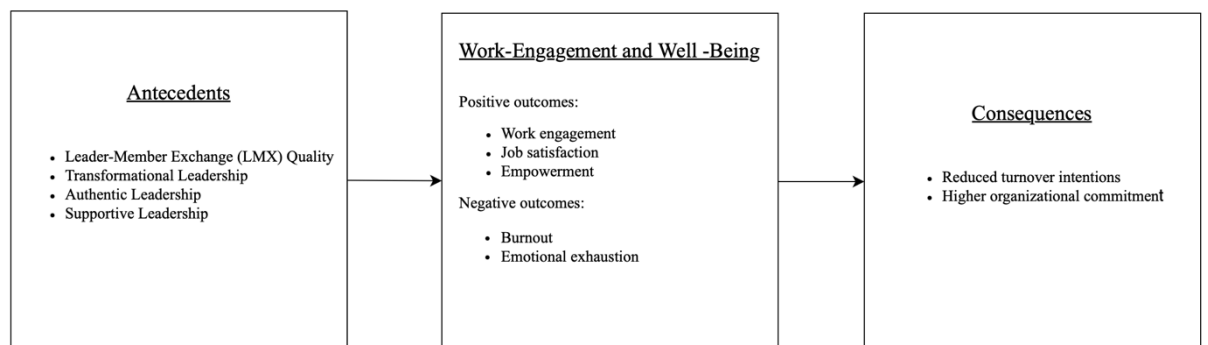 Antecedents
• Leader-Member Exchange (LMX) Quality
• Transformational Leadership
• Authentic Leadership
• Supportive Leadership
Work-Engagement and Well -Being
Positive outcomes:
• Work engagement
• Job satisfaction
• Empowerment
Negative outcomes:
• Burnout
• Emotional exhaustion
Consequences
• Reduced turnover intentions
• Higher organizational commitment